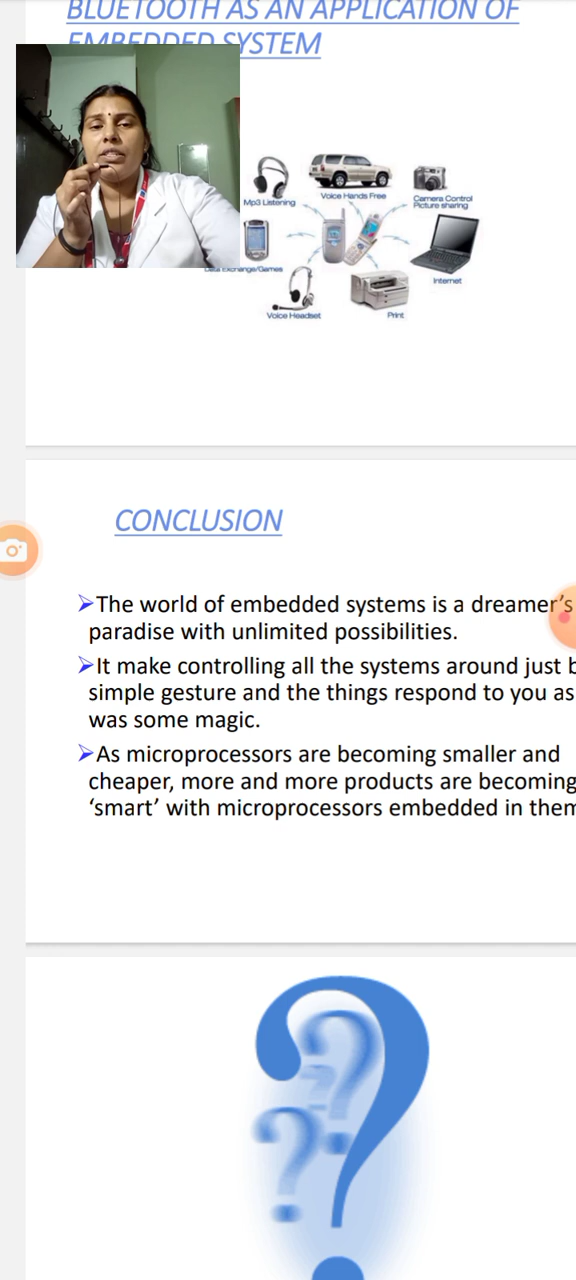 BLUETOOTH AS AN APPLICATION OF
EMBEDDED SYSTEM
Mp3 Listening
Voice Hands Free
Camera Control
Picture sharing
Exchange/Games
Internet
Voice Headset
Print
CONCLUSION
➢The world of embedded systems is a dreamer's
paradise with unlimited possibilities.
➢It make controlling all the systems around just
simple gesture and the things respond to you as
was some magic.
➢As microprocessors are becoming smaller and
cheaper, more and more products are becoming
‘smart’ with microprocessors embedded in them